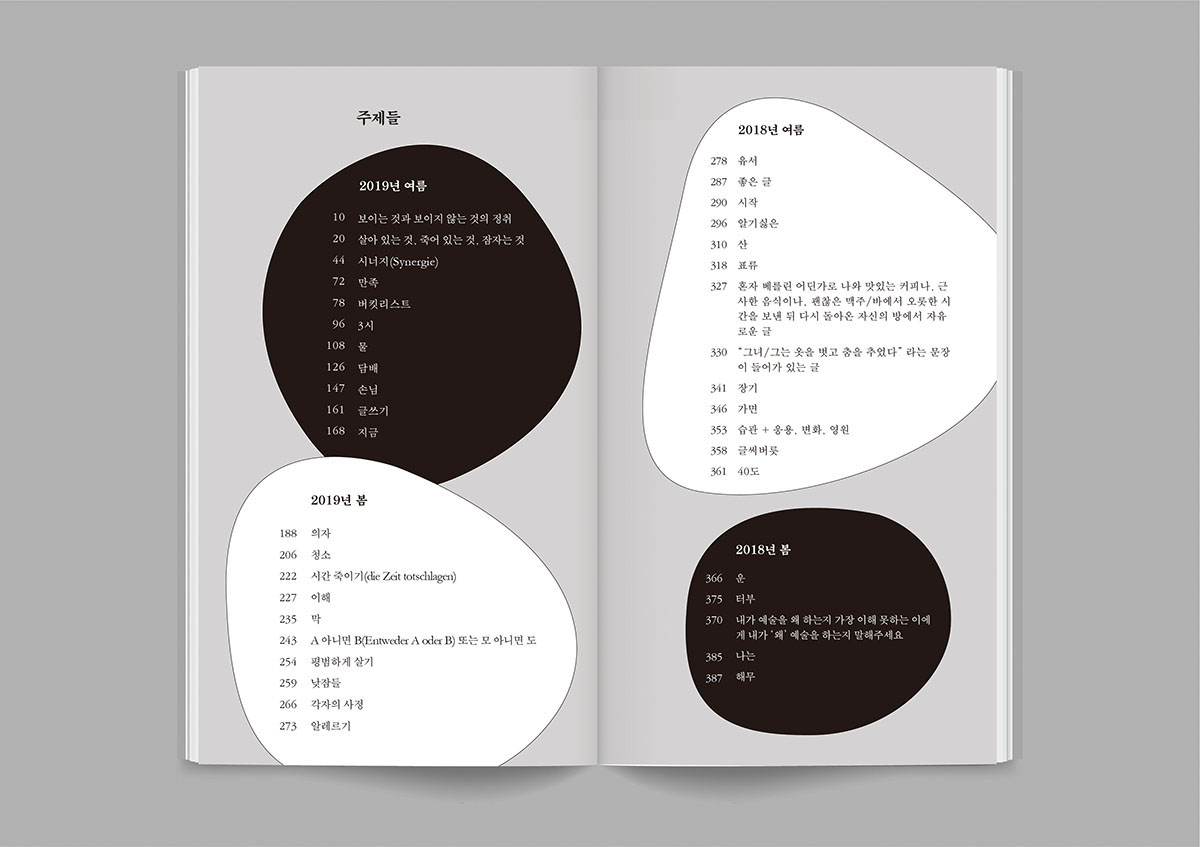 주제들
2019년 여름
10 보이는 것과 보이지 않는 것의 정취
20 살아 있는 것, 죽어 있는 것, 잠자는 것
44 시너지(Synergie)
72 만족
78 버킷리스트
96 3시
108 물
126 담배
147 손님
161 글쓰기
168 지금
2019년 봄
188 의자
206 청소
222 시간 죽이기(die Zeit totschlagen)
227 이해
235 막
243 A 아니면 B(Entweder A oder B) 또는 모 아니면 도
254 평범하게 살기
259 낮잠들
266 각자의 사정
273 알레르기
2018년 여름
278 유서
287 좋은 글
290 시작
296 알기싫은
310 산
318 표류
327 혼자 베를린 어딘가로 나와 맛있는 커피나, 근
사한 음식이나, 괜찮은 맥주/바에서 오롯한 시
간을 보낸 뒤 다시 돌아온 자신의 방에서 자유
로운 글
330 “그녀/그는 옷을 벗고 춤을 추었다” 라는 문장
이 들어가 있는 글
341 장기
346 가면
353 습관 + 응용, 변화, 영원
358 글씨버릇
361 40도
2018년 봄
366 운
375 터부
370 내가 예술을 왜 하는지 가장 이해 못하는 이에
게 내가 ‘왜’ 예술을 하는지 말해주세요
385 나는
387 해무